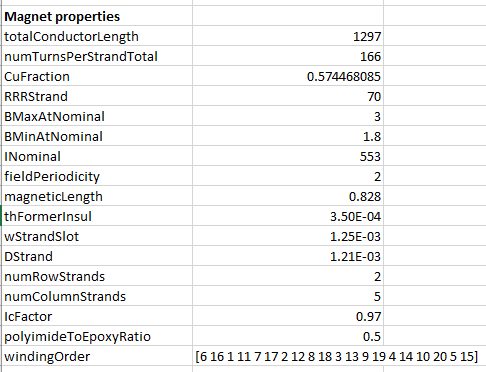 Magnet properties
totalConductorLength 1297
numTurnsPerStrandTotal 166
CuFraction 0.574468085
RRRStrand 70
BMaxAtNominal 3
BMinAtNominal 1.8
INominal 553
fieldPeriodicity 2
magneticLength 0.828
thFormerInsul 3.50E-04
wStrandSlot 1.25E-03
DStrand 1.21E-03
numRowStrands 2
numColumnStrands 5
IcFactor 0.97
polyimideToEpoxyRatio 0.5
windingOrder [6 16 1 11 7 17 2 12 8 18 3 13 9 19 4 14 10 20 5 15]